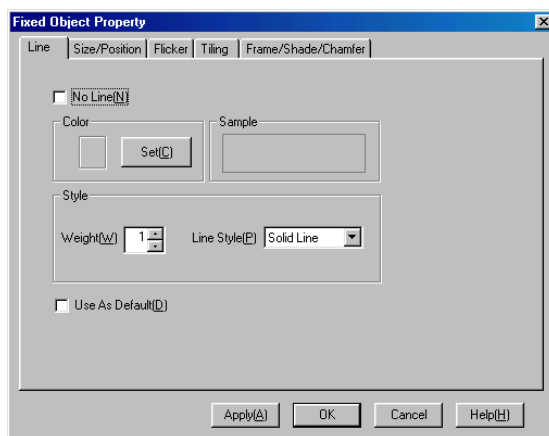 Fixed Object Property
Line Size/Position Flicker Tiling Frame/Shade/Chamfer
No Line(N)
Color Sample
Set(C)
Style
Weight(W) 1 Line Style(P) Solid Line
Use As Default(D)
Apply(A) OK Cancel Help(H)